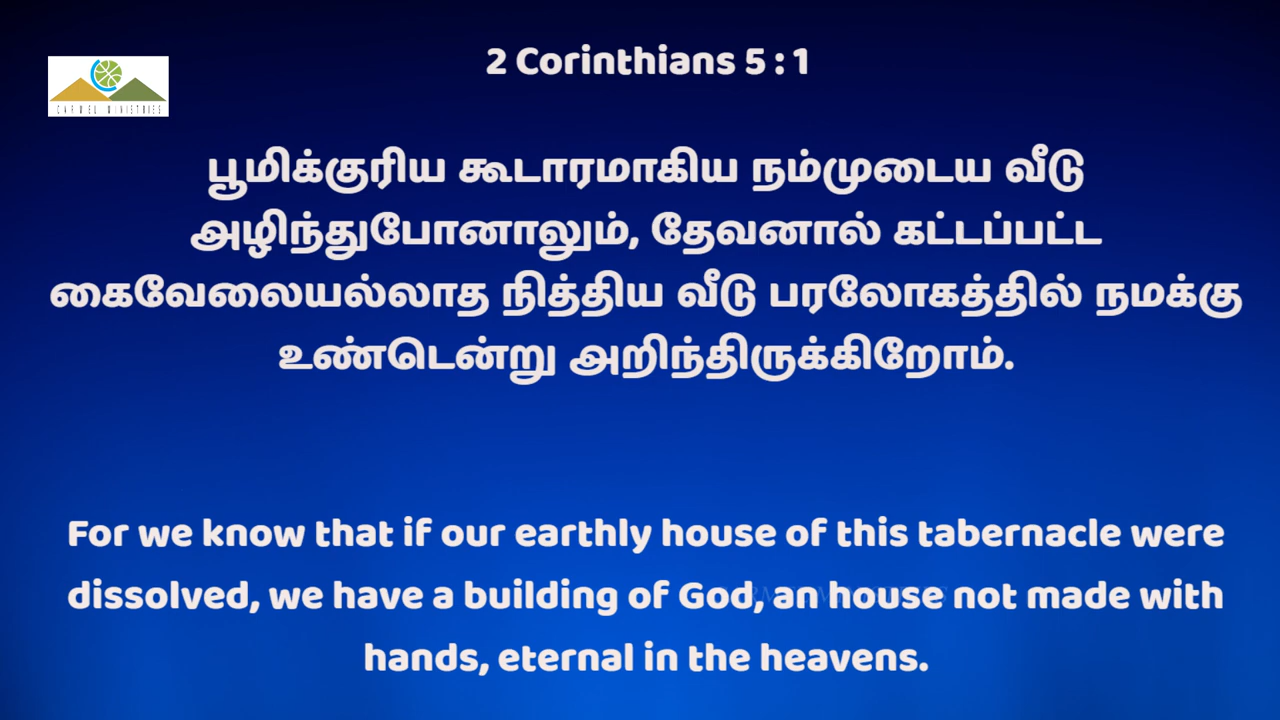 2 Corinthians 5 : 1
CARMEL MINISTRIES
பூமிக்குரிய கூடாரமாகிய நம்முடைய வீடு
அழிந்துபோனாலும், தேவனால் கட்டப்பட்ட
கைவேலையல்லாத நித்திய வீடு பரலோகத்தில் நமக்கு
உண்டென்று அறிந்திருக்கிறோம்.
For we know that if our earthly house of this tabernacle were
dissolved, we have a building of God, an house not made with
hands, eternal in the heavens.